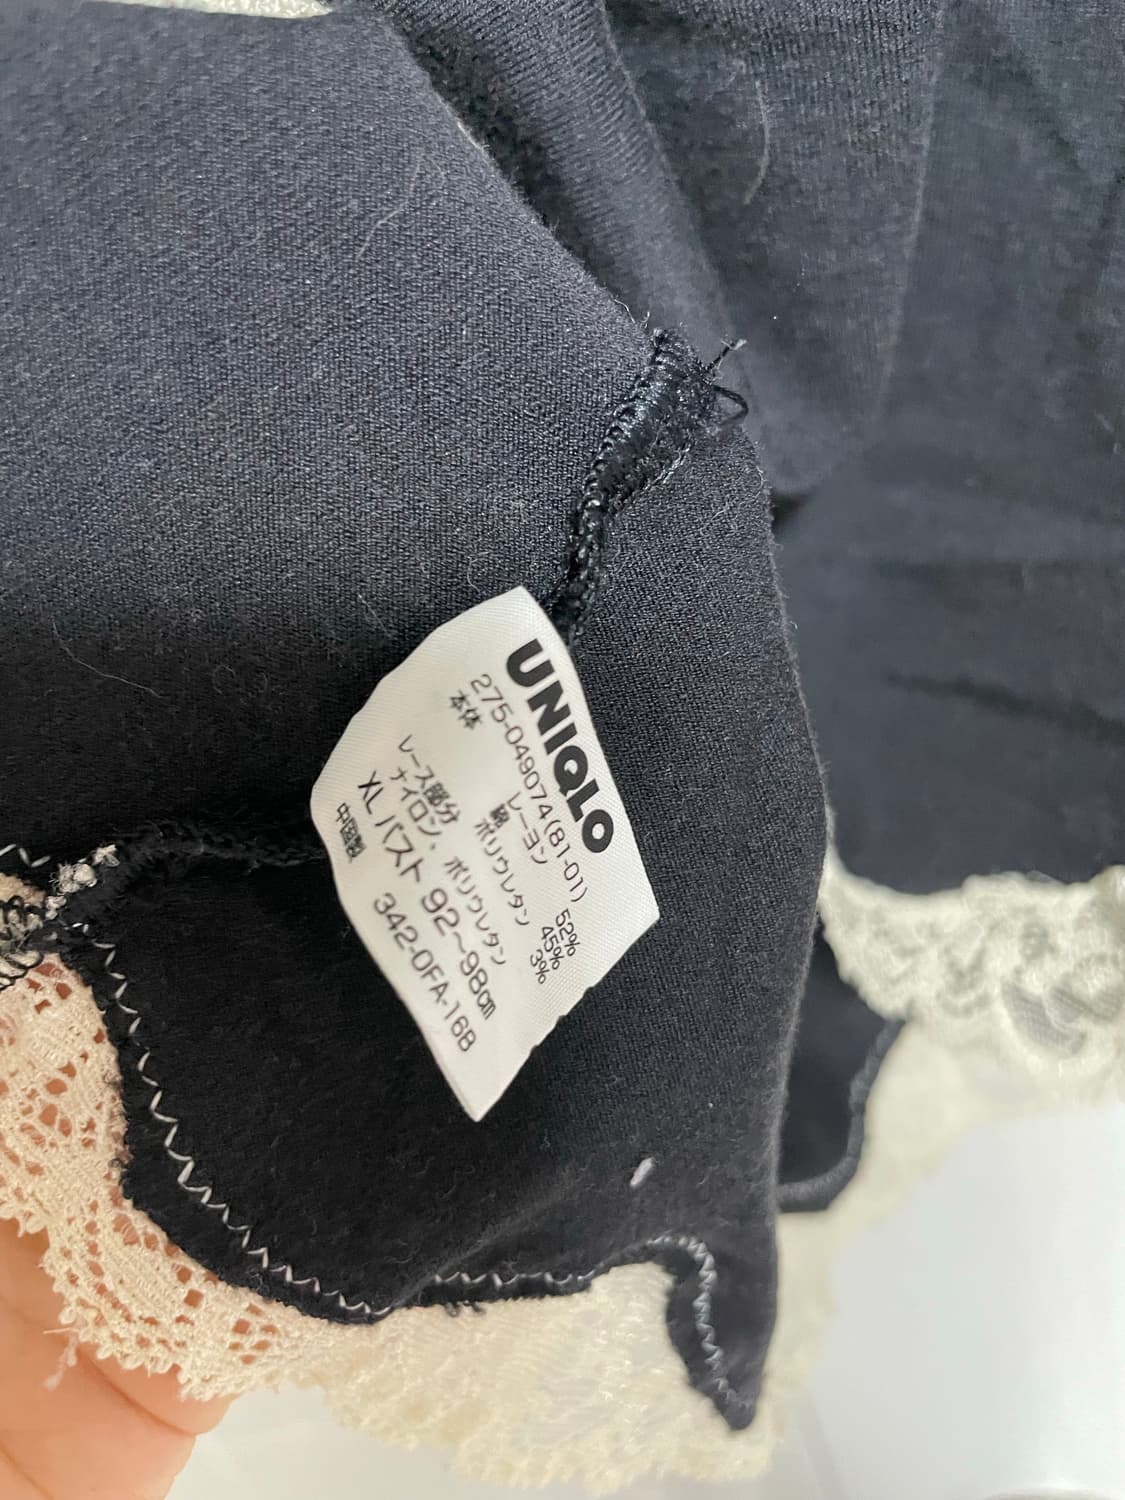 UNIQLO
275-049074(81-01)
本体
レーヨン 52%
綿 45%
ポリウレタン 3%
レース部分
ナイロン、ポリウレタン
XL バスト 92~98cm
中国製 342-OFA-16B